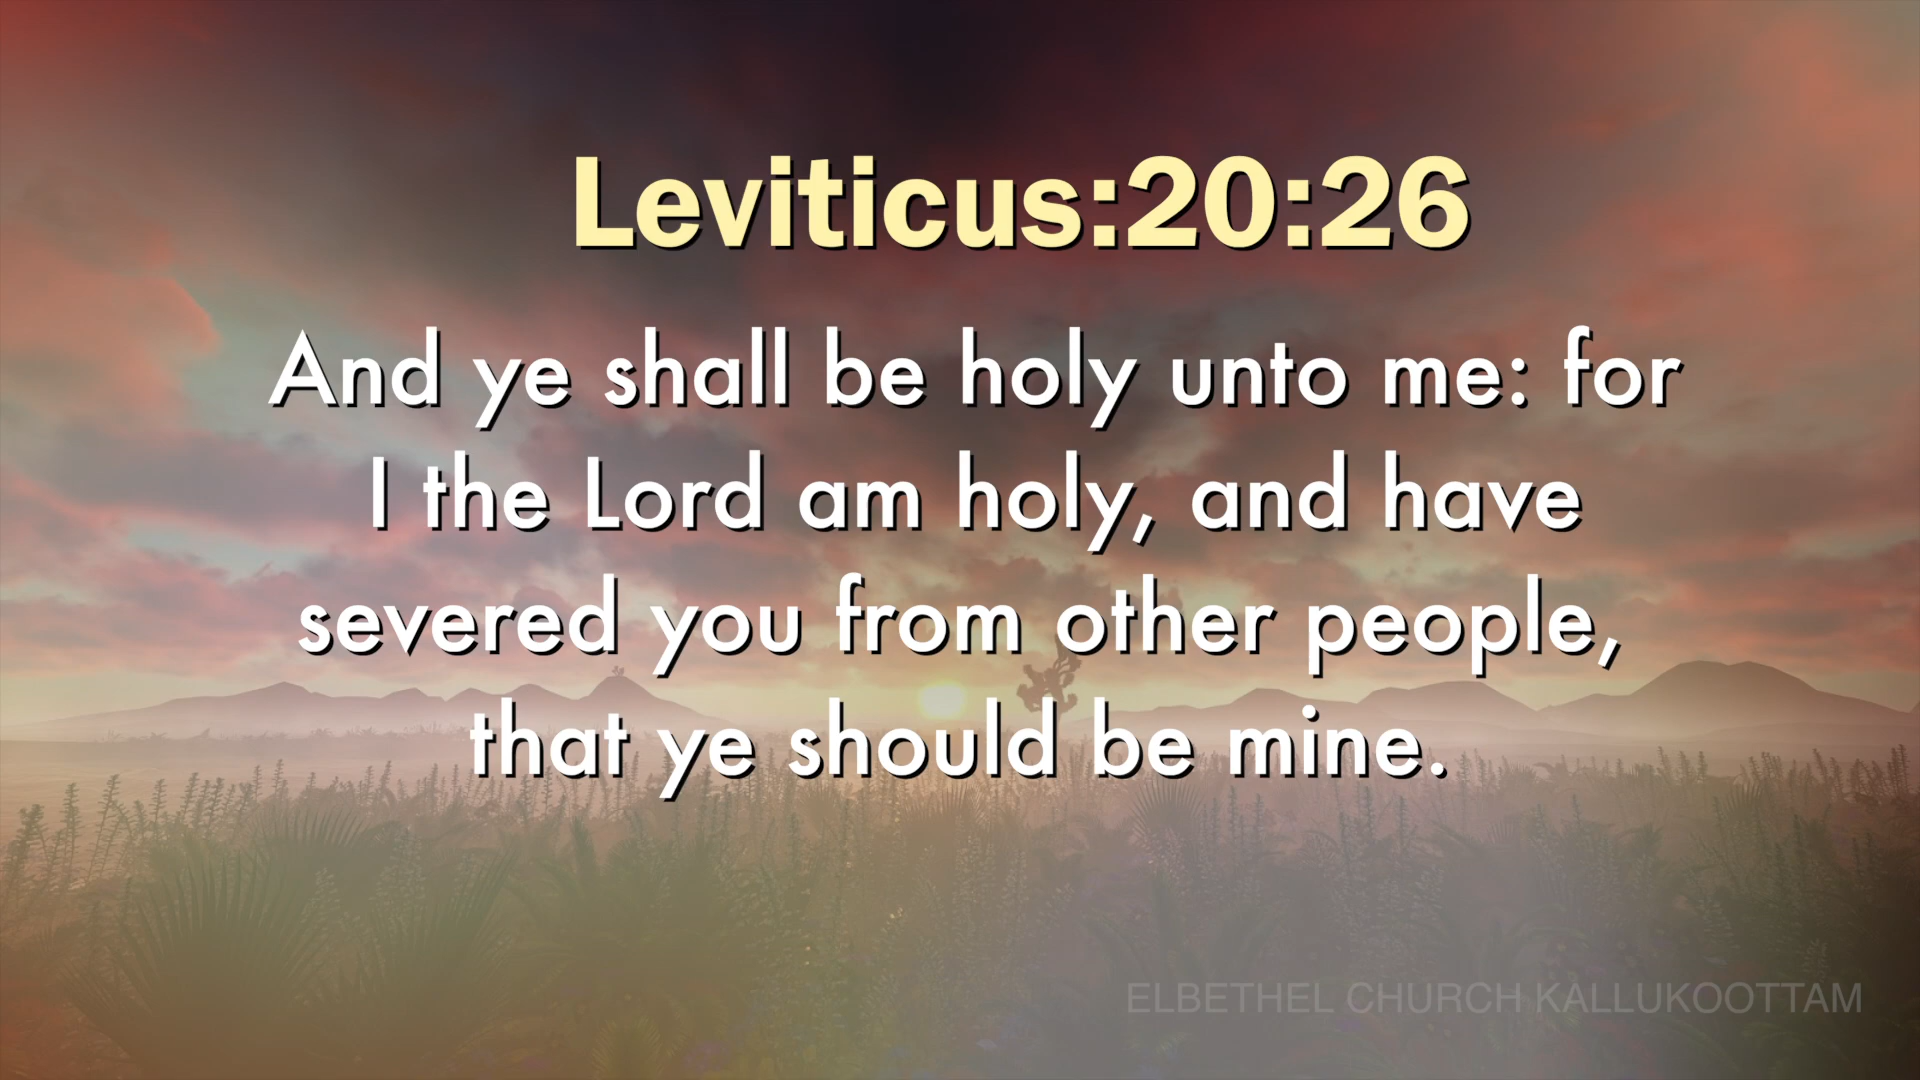 Leviticus:20:26
And ye shall be holy unto me: for
I the Lord am holy, and have
severed you from other people,
that ye should be mine.
ELBETHEL CHURCH KALLUKOOTTAM